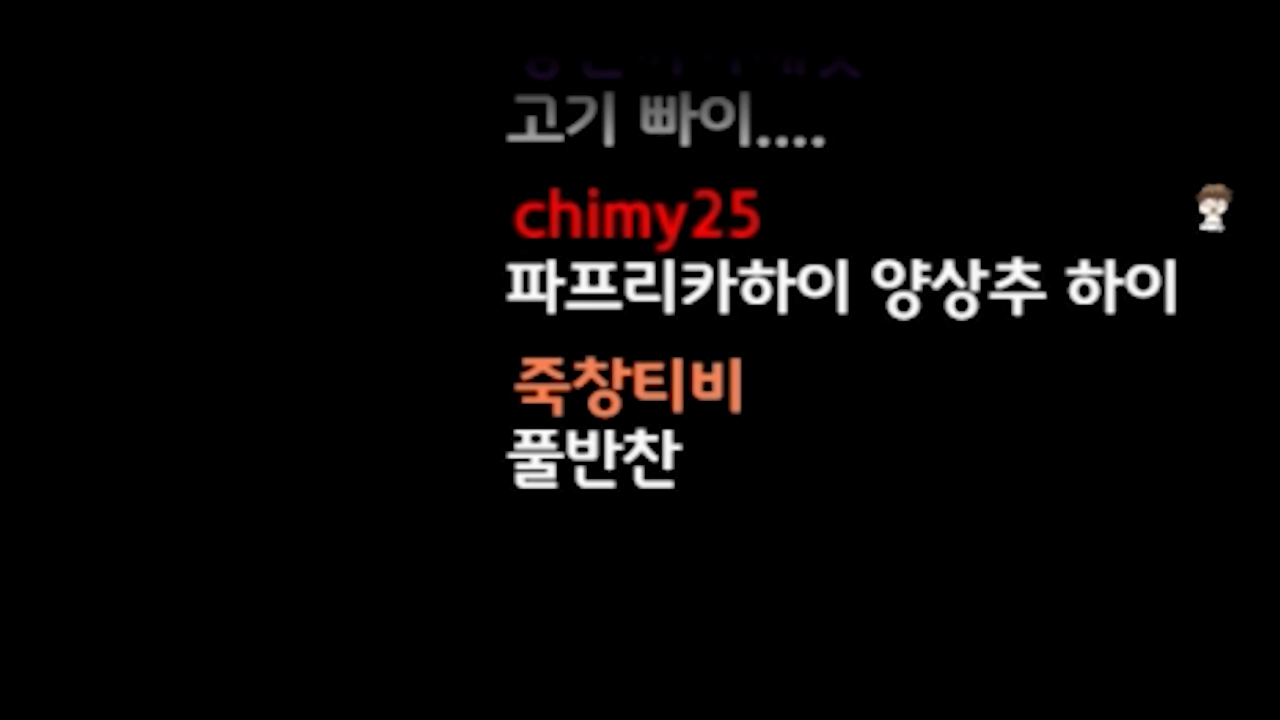 고기 빠이....
chimy25
파프리카하이 양상추 하이
죽창티비
풀반찬